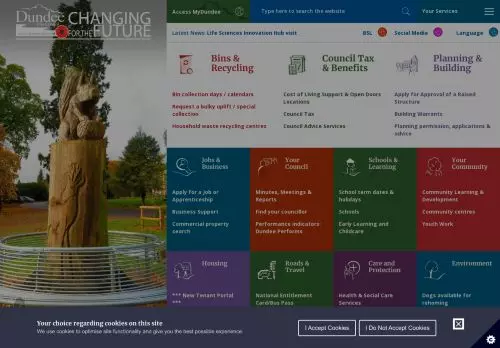 Dundee CHANGING
FOR THE FUTURE
Access MyDundee
Type here to search the website
Your Services
Latest News: Life Sciences Innovation Hub visit
BSL
Social Media
Language
Bins &
Recycling
Bin collection days / calendars
Request a bulky uplift / special
collection
Household waste recycling centres
Council Tax
& Benefits
Cost of Living Support & Open Doors
Locations
Council Tax
Council Advice Services
Planning &
Building
Apply for Approval of a Raised
Structure
Building Warrants
Planning permission, applications &
advice
Jobs &
Business
Apply for a job or
Apprenticeship
Business Support
Commercial property
search
Your
Council
Minutes, Meetings &
Reports
Find your councillor
Performance Indicators
Dundee Performs
Schools &
Learning
School term dates &
holidays
Schools
Early Learning and
Childcare
Your
Community
Community Learning &
Development
Community centres
Youth Work
Housing
*** New Tenant Portal
***
Roads &
Travel
National Entitlement
Card/Bus Pass
Care and
Protection
Health & Social Care
Services
Environment
Dogs available for
rehoming
Your choice regarding cookies on this site
We use cookies to optimise site functionality and give you the best possible experience.
I Accept Cookies
I Do Not Accept Cookies